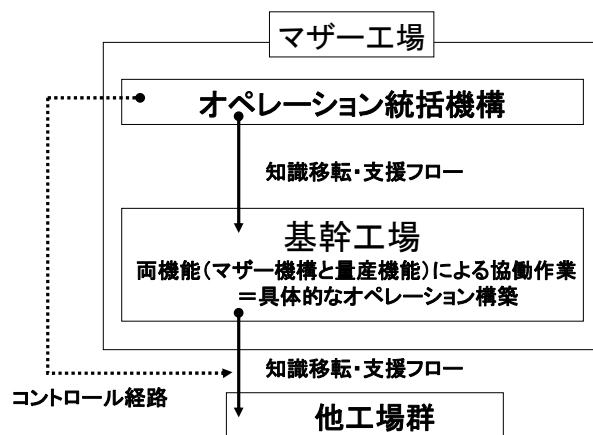 マザー工場
オペレーション統括機構
知識移転・支援フロー
基幹工場
両機能(マザー機構と量産機能)による協働作業
＝具体的なオペレーション構築
知識移転・支援フロー
コントロール経路
他工場群